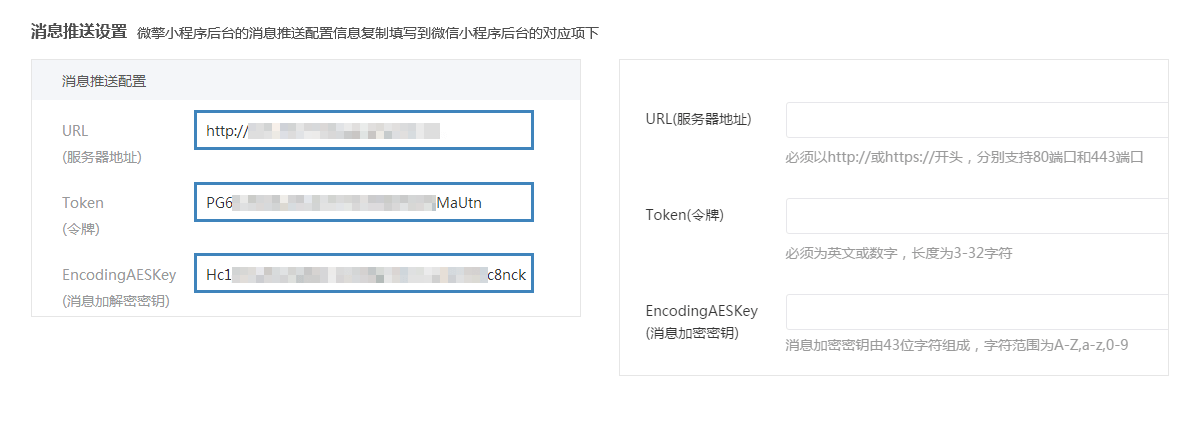 消息推送设置 微擎小程序后台的消息推送配置信息复制填写到微信小程序后台的对应项下
消息推送配置
URL
(服务器地址)
http://
Token
(令牌)
PG6 MaUtn
EncodingAESKey
(消息加解密密钥)
Hc1 c8nck
URL(服务器地址)
必须以http://或https://开头，分别支持80端口和443端口
Token(令牌)
必须为英文或数字，长度为3-32字符
EncodingAESKey
(消息加密密钥)
消息加密密钥由43位字符组成，字符范围为A-Z,a-z,0-9